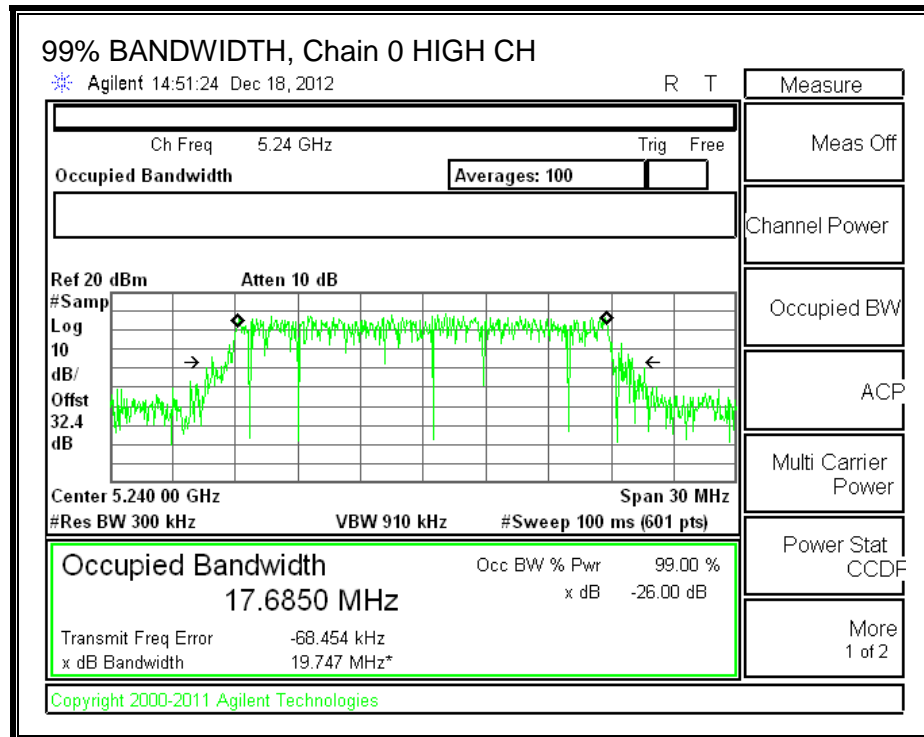 99% BANDWIDTH, Chain 0 HIGH CH
Agilent 14:51:24 Dec 18, 2012 R T
Measure
Ch Freq 5.24 GHz Trig Free
Meas Off
Occupied Bandwidth Averages: 100
Channel Power
Ref 20 dBm Atten 10 dB
#Samp
Log
10
dB/
Offst
32.4
dB
Occupied BW
ACP
Center 5.240 00 GHz Span 30 MHz
#Res BW 300 kHz VBW 910 kHz #Sweep 100 ms (601 pts)
Multi Carrier
Power
Occupied Bandwidth Occ BW % Pwr 99.00 %
17.6850 MHz x dB -26.00 dB
Power Stat
CCDF
Transmit Freq Error -68.454 kHz
x dB Bandwidth 19.747 MHz*
More
1 of 2
Copyright 2000-2011 Agilent Technologies